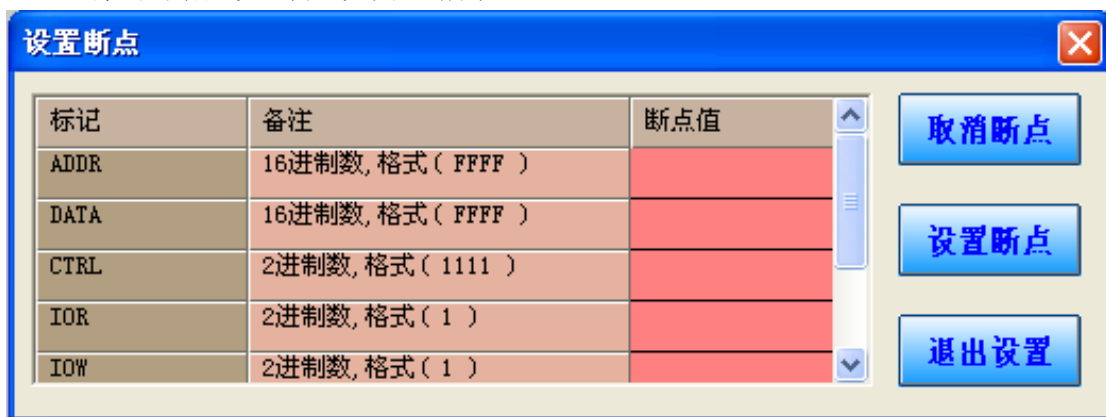 设置断点
标记 备注 断点值
ADDR 16进制数,格式( FFFF )
DATA 16进制数,格式( FFFF )
CTRL 2进制数,格式( 1111 )
IOR 2进制数,格式( 1 )
IOW 2进制数,格式( 1 )
取消断点
设置断点
退出设置